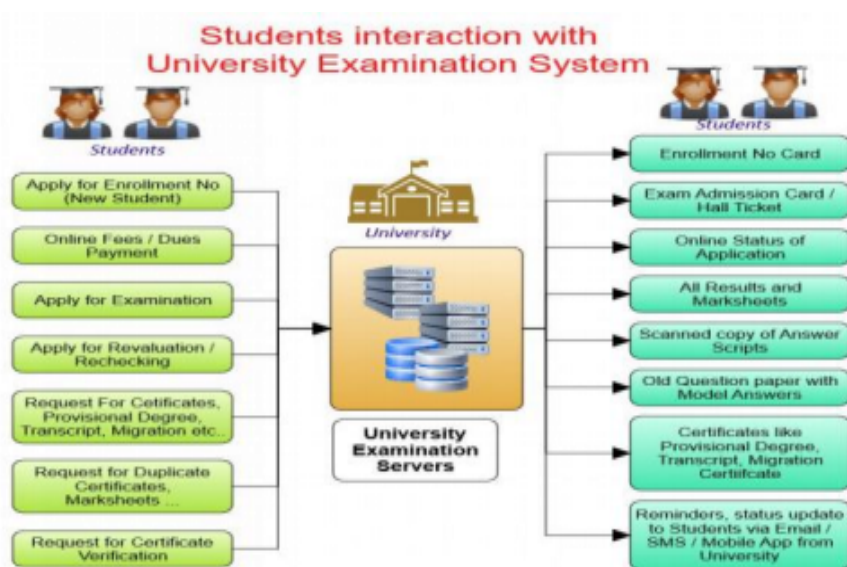 Students interaction with
University Examination System
Students
Apply for Enrollment No
(New Student)
Online Fees / Dues
Payment
Apply for Examination
Apply for Revaluation /
Rechecking
Request For Cetificates,
Provisional Degree,
Transcript, Migration etc..
Request for Duplicate
Certificates,
Marksheets ...
Request for Certificate
Verification
University
University
Examination
Servers
Students
Enrollment No Card
Exam Admission Card /
Hall Ticket
Online Status of
Application
All Results and
Marksheets
Scanned copy of Answer
Scripts
Old Question paper with
Model Answers
Certificates like
Provisional Degree,
Transcript, Migration
Certiifcate
Reminders, status update
to Students via Email /
SMS / Mobile App from
University